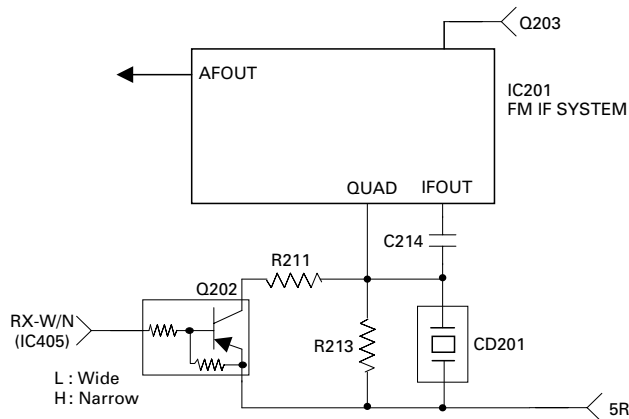 Q203
AFOUT
IC201
FM IF SYSTEM
QUAD
IFOUT
C214
R211
Q202
RX-W/N
(IC405)
R213
CD201
L : Wide
H: Narrow
5R